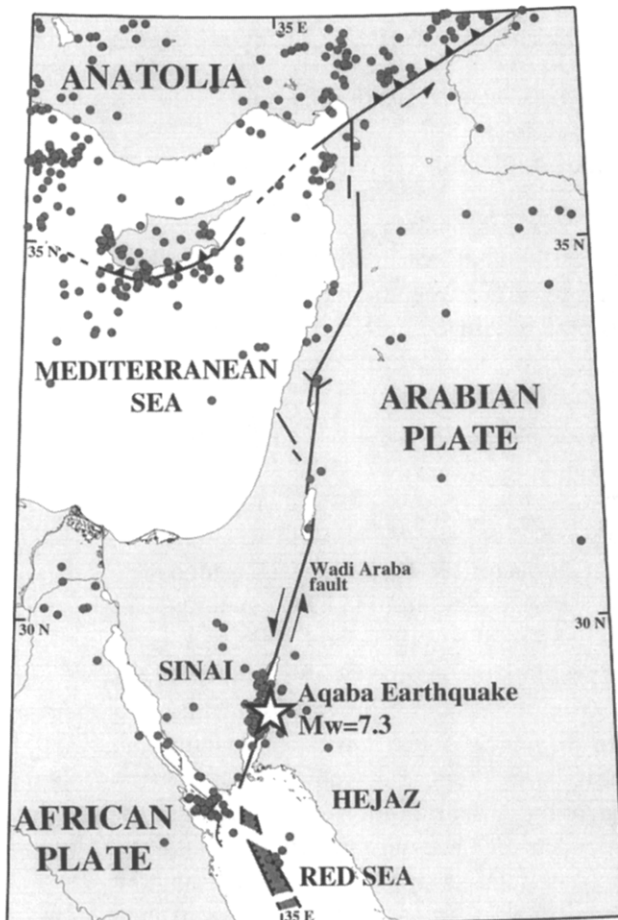 35 E
ANATOLIA
35 N
35 N
MEDITERRANEAN
SEA
ARABIAN
PLATE
Wadi Araba
fault
30 N
30 N
SINAI
Aqaba Earthquake
Mw=7.3
HEJAZ
AFRICAN
PLATE
RED SEA
35 E